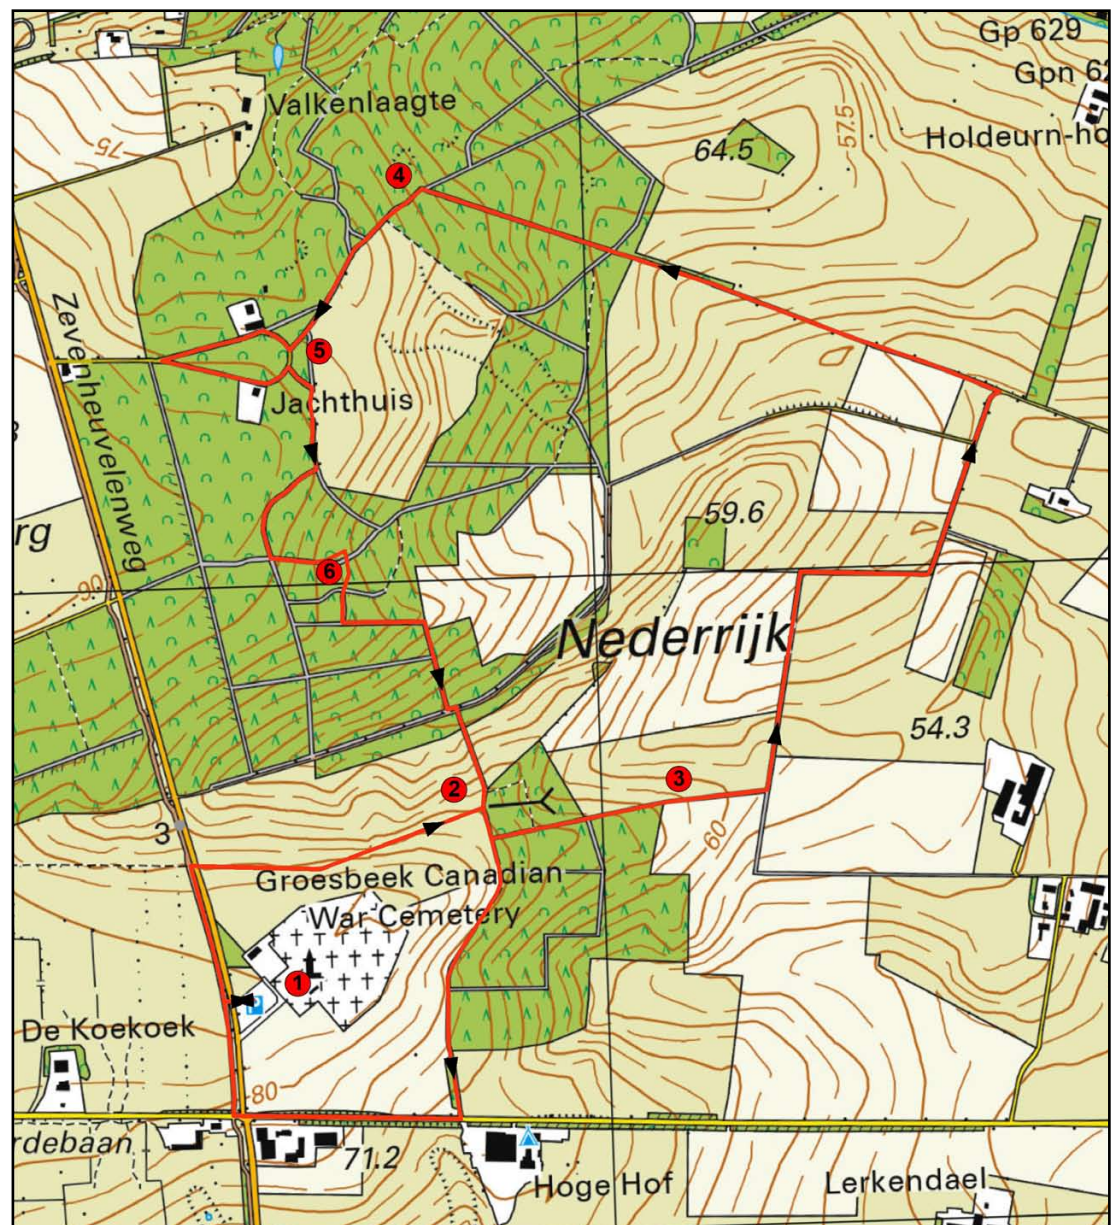 Gp 629
Gpn 62
Valkenlaagte
57.5
64.5
Holdeurn-ho
75
4
Zevenheuvelenweg
5
Jachthuis
59.6
rg
6
90
Nederrijk
54.3
2
3
3
60
Groesbeek Canadian
War Cemetery
1
P
De Koekoek
80
rdebaan
71.2
Hoge Hof
Lerkendael